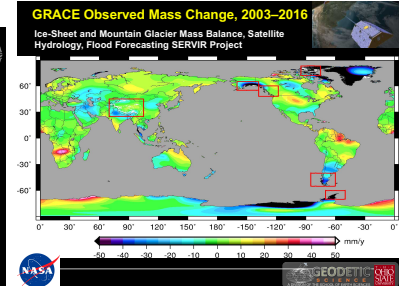 GRACE Observed Mass Change, 2003–2016
Ice-Sheet and Mountain Glacier Mass Balance, Satellite
Hydrology, Flood Forecasting SERVIR Project
60˚
30˚
0˚
-30˚
-60˚
0˚ 30˚ 60˚ 90˚ 120˚ 150˚ -180˚ -150˚ -120˚ -90˚ -60˚ -30˚ 0˚
-50 -40 -30 -20 -10 0 10 20 30 40 50 mm/y
NASA
GEODETIC
SCIENCE
OHIO
STATE